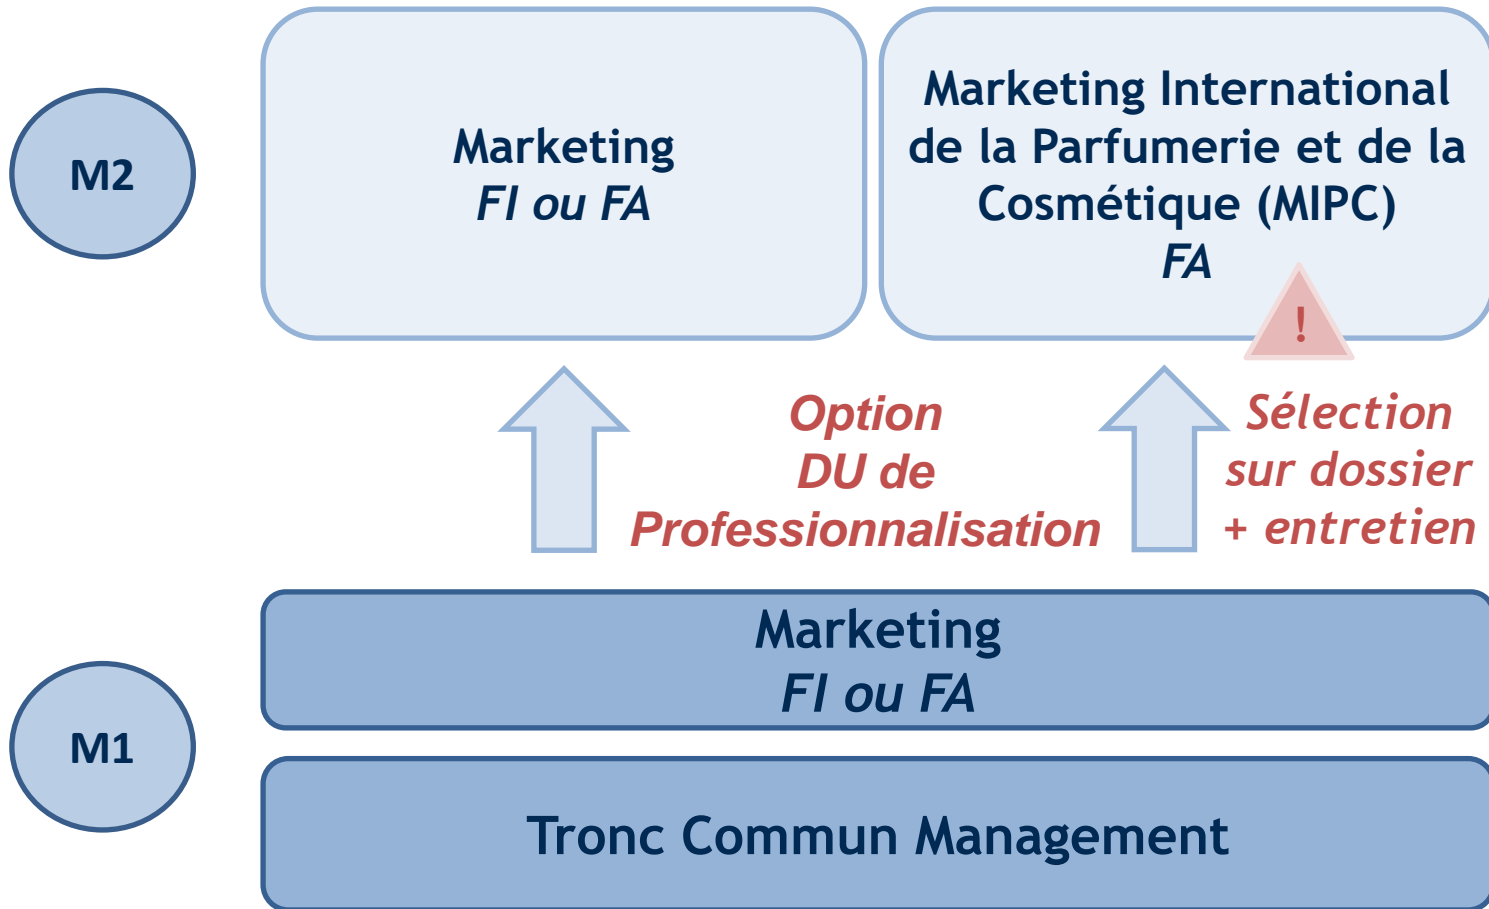 M2
Marketing
FI ou FA
Marketing International
de la Parfumerie et de la
Cosmétique (MIPC)
FA
!
Option
DU de
Professionnalisation
Sélection
sur dossier
+ entretien
M1
Marketing
FI ou FA
Tronc Commun Management